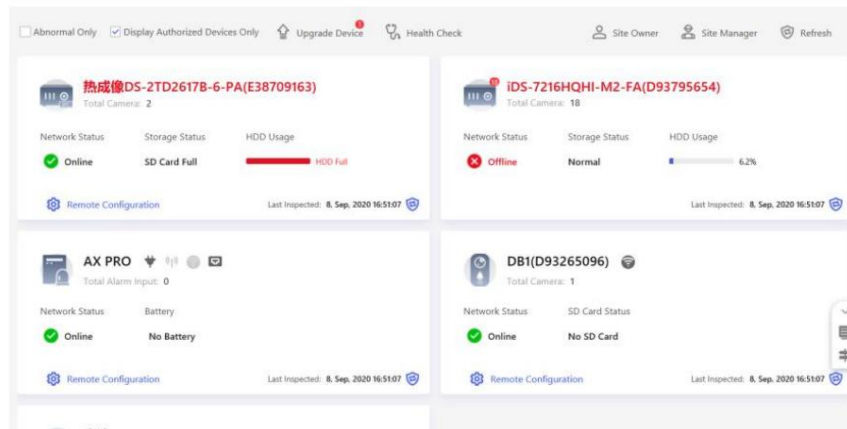 Abnormal Only Display Authorized Devices Only Upgrade Device 1 Health Check Site Owner Site Manager Refresh
热成像DS-2TD2617B-6-PA(E38709163)
Total Camera: 2
Network Status Storage Status HDD Usage
Online SD Card Full HDD Full
Remote Configuration Last Inspected: 8, Sep, 2020 16:51:07
iDS-7216HQHI-M2-FA(D93795654)
Total Camera: 18
Network Status Storage Status HDD Usage
Offline Normal 6.2%
Last Inspected: 8, Sep, 2020 16:51:07
AX PRO
Total Alarm Input: 0
Network Status Battery
Online No Battery
Remote Configuration Last Inspected: 8, Sep, 2020 16:51:07
DB1(D93265096)
Total Camera: 1
Network Status SD Card Status
Online No SD Card
Remote Configuration Last Inspected: 8, Sep, 2020 16:51:07